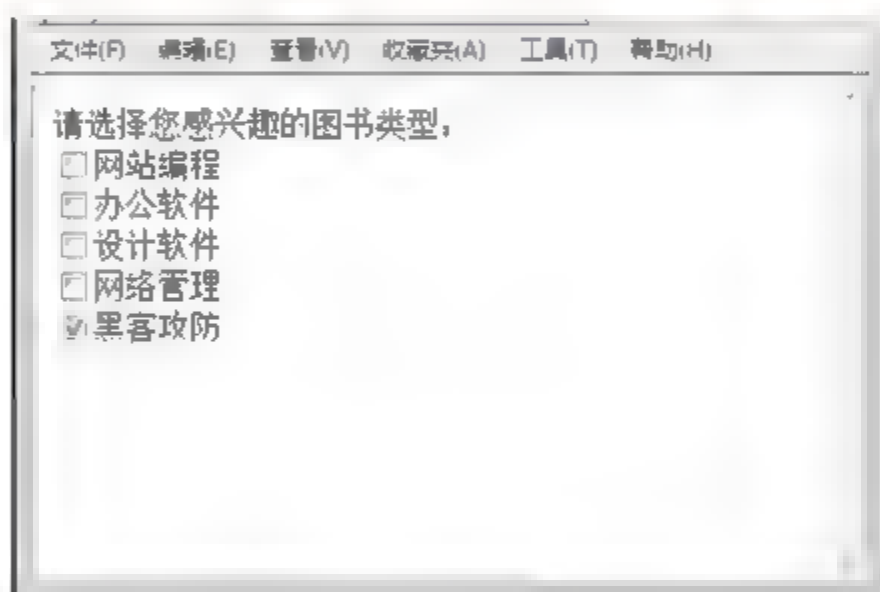 文件(F) 编辑(E) 查看(V) 收藏夹(A) 工具(T) 帮助(H)
请选择您感兴趣的图书类型，
网站编程
办公软件
设计软件
网络管理
黑客攻防